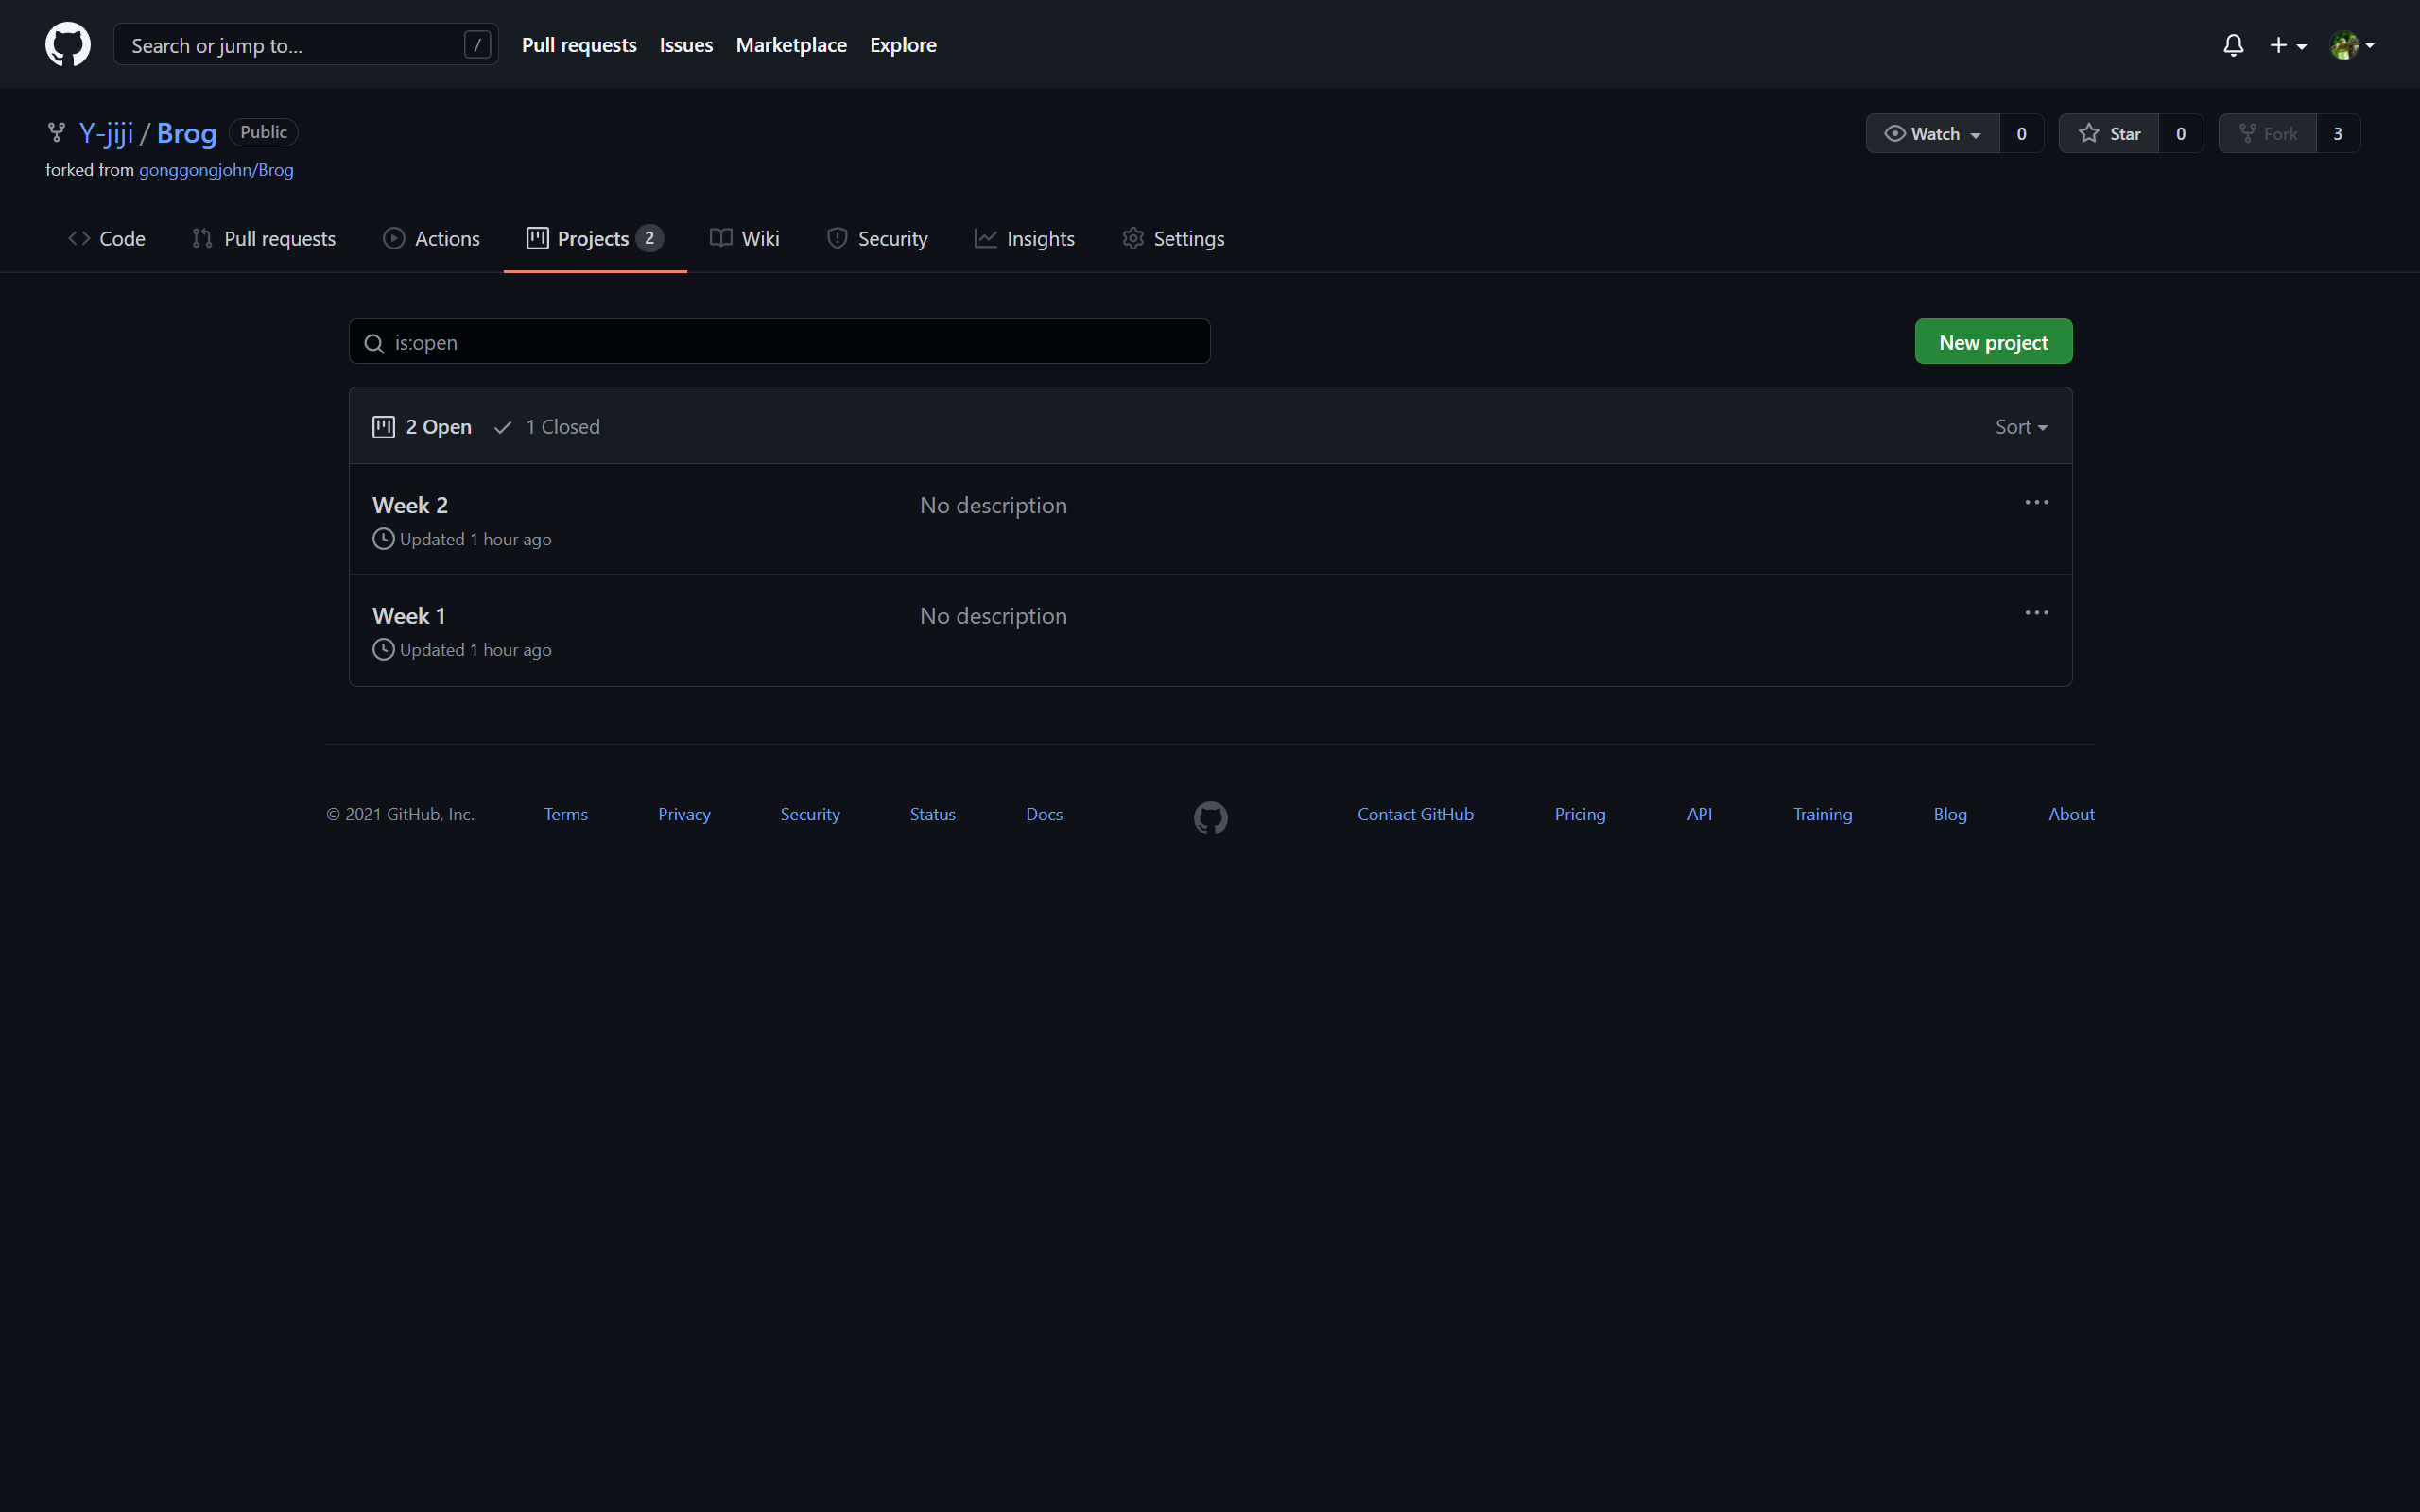 Search or jump to... / Pull requests Issues Marketplace Explore
Y-jiji / Brog Public Watch 0 Star 0 Fork 3
forked from gonggongjohn/Brog
Code Pull requests Actions Projects 2 Wiki Security Insights Settings
is:open New project
2 Open 1 Closed Sort
Week 2 No description
Updated 1 hour ago
Week 1 No description
Updated 1 hour ago
© 2021 GitHub, Inc. Terms Privacy Security Status Docs Contact GitHub Pricing API Training Blog About